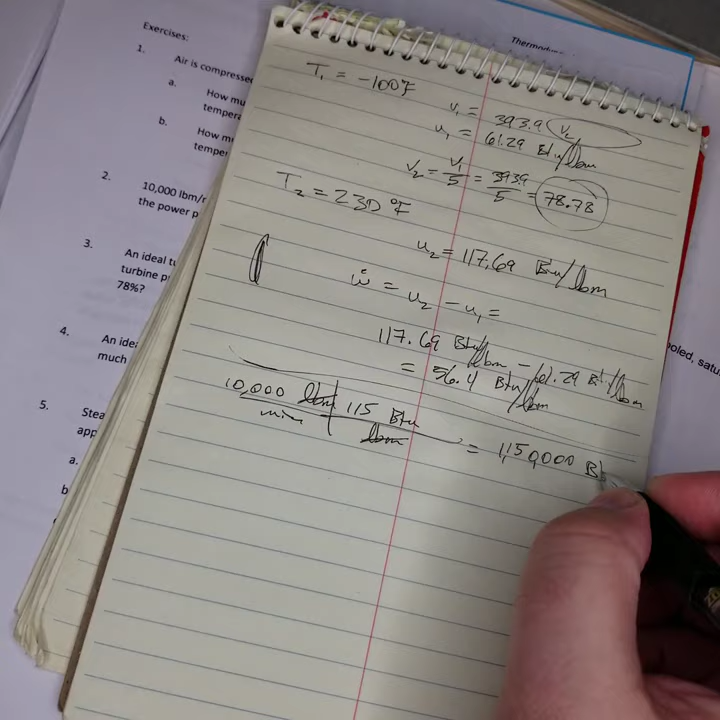 Exercises:
1. Air is compresse
a. How mu
tempera
b. How m
temper
2. 10,000 lbm/
the power p
3. An ideal tu
turbine p
78%?
4. An idea
much
5. Stea
app
a.
b
Thermody
ooled, satu
T₁ = -100°F
v₁ = 393.9
u₁ = 61.29 Btu/lbm
v₂ = v₁/5 = 393.9/5 = 78.78
T₂ = 230 °F
u₂ = 117.69 Btu/lbm
ẇ = u₂ - u₁ =
117.69 Btu/lbm - 61.29 Btu/lbm
= 56.4 Btu/lbm
10,000 lbm/min | 115 Btu/lbm = 1,150,000 Bt